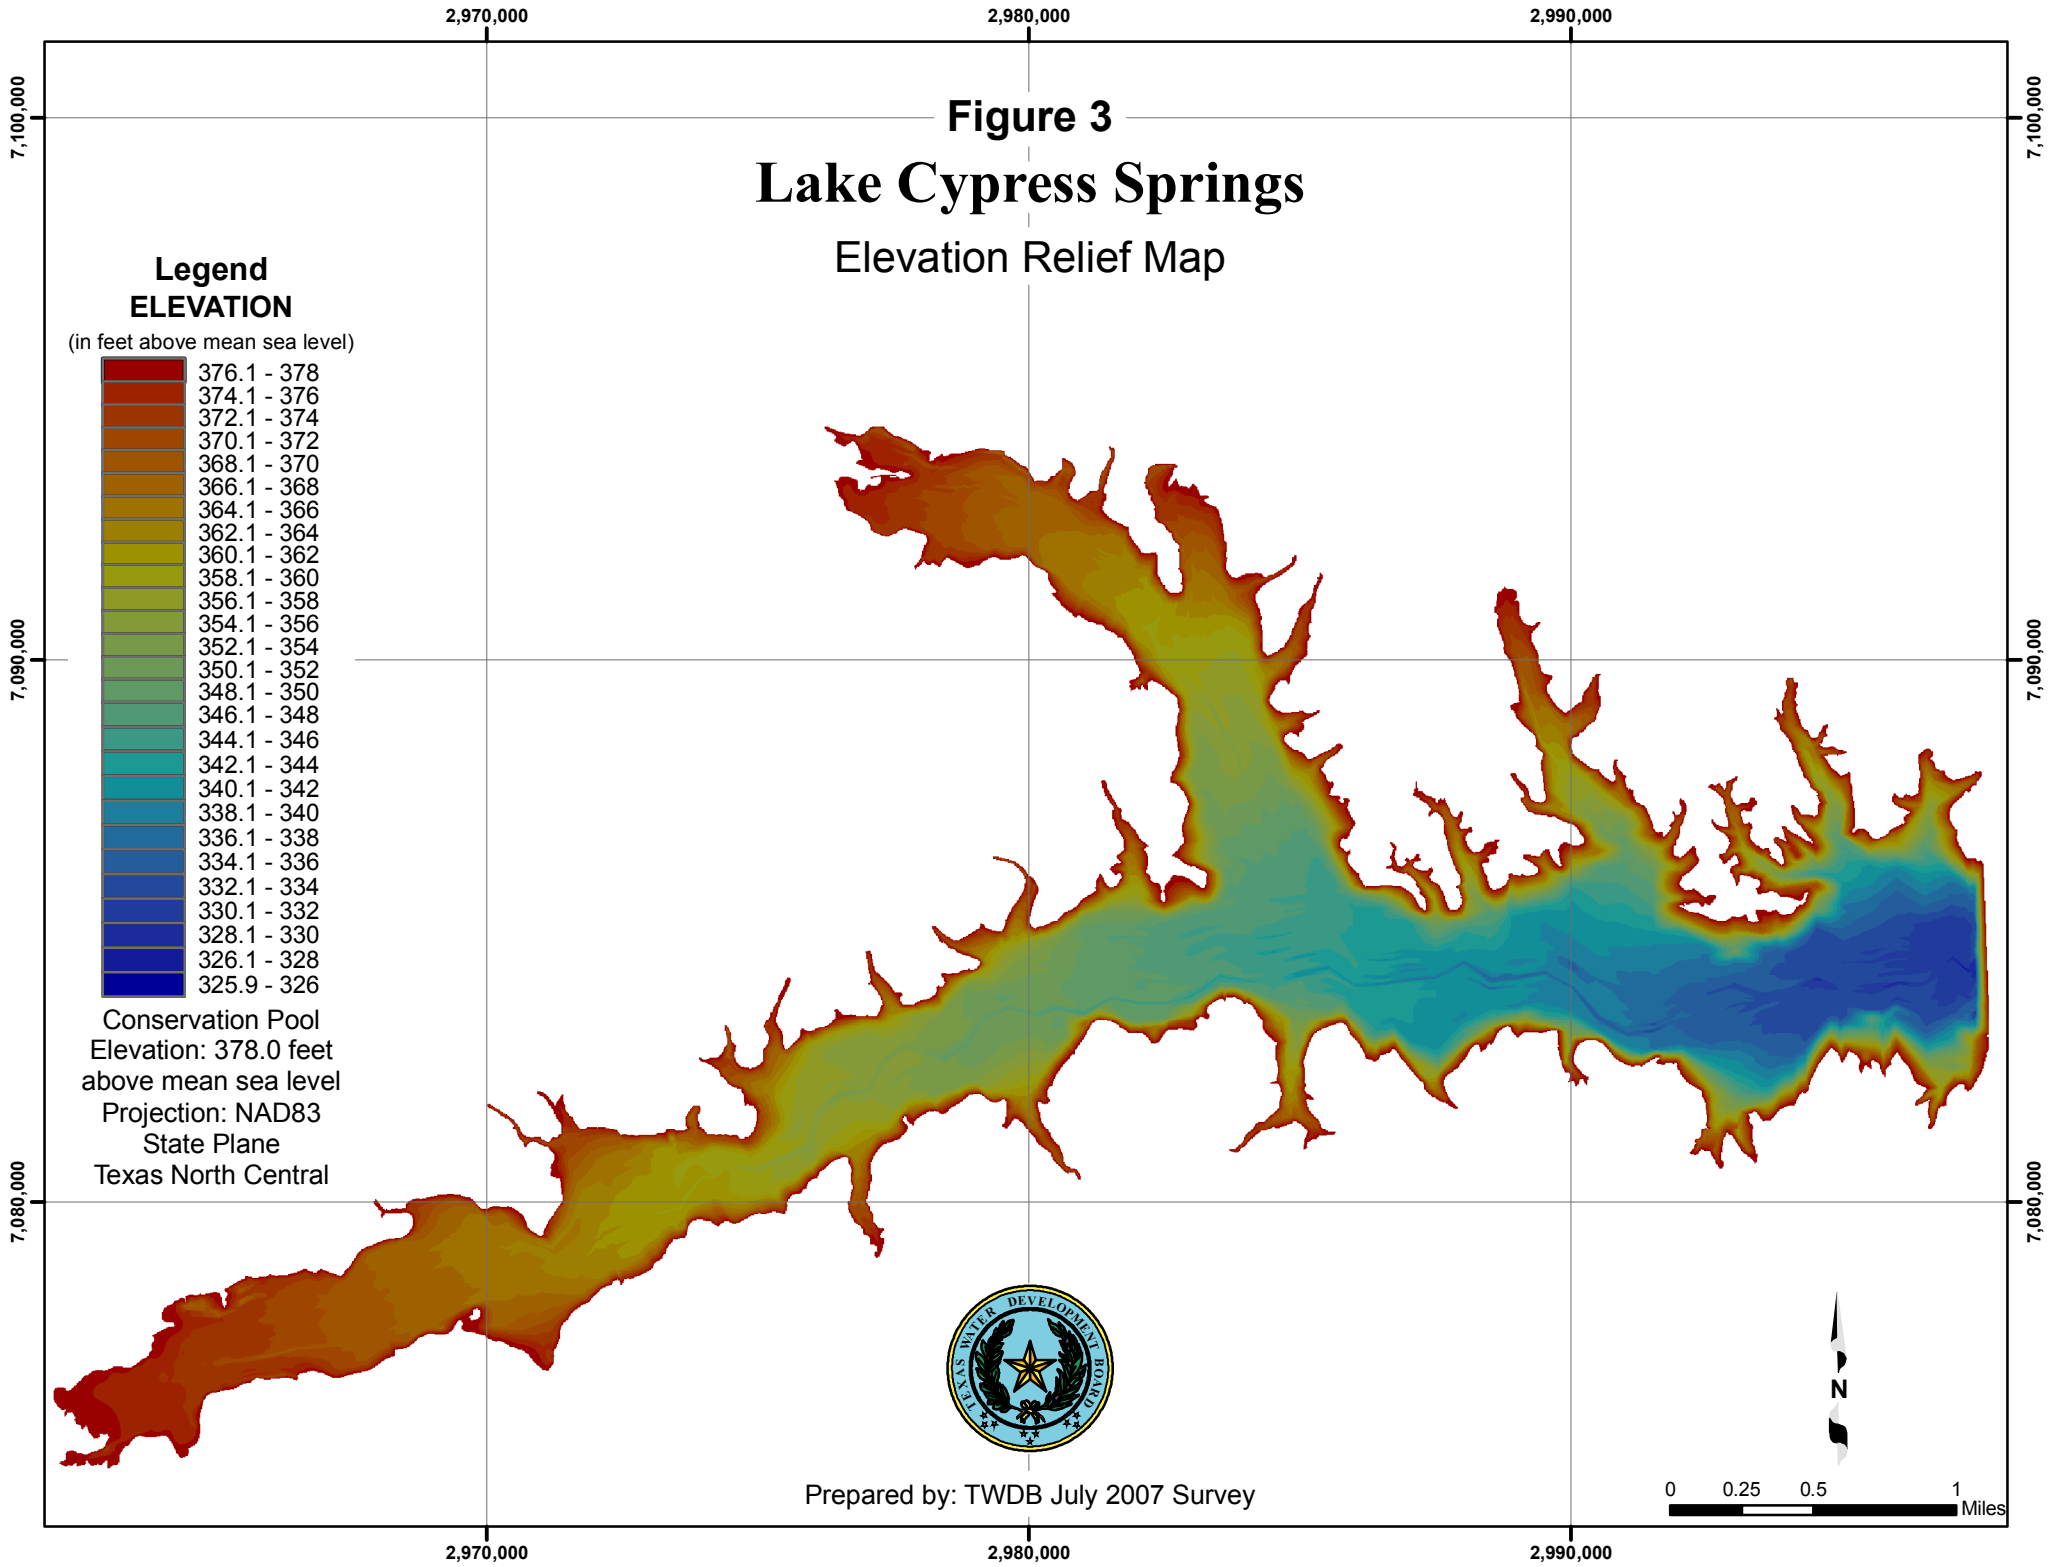 2,970,000 2,980,000 2,990,000
7,100,000 7,100,000
Figure 3
Lake Cypress Springs
Elevation Relief Map
Legend
ELEVATION
(in feet above mean sea level)
376.1 - 378
374.1 - 376
372.1 - 374
370.1 - 372
368.1 - 370
366.1 - 368
364.1 - 366
362.1 - 364
360.1 - 362
358.1 - 360
356.1 - 358
354.1 - 356
352.1 - 354
350.1 - 352
348.1 - 350
346.1 - 348
344.1 - 346
342.1 - 344
340.1 - 342
338.1 - 340
336.1 - 338
334.1 - 336
332.1 - 334
330.1 - 332
328.1 - 330
326.1 - 328
325.9 - 326
Conservation Pool
Elevation: 378.0 feet
above mean sea level
Projection: NAD83
State Plane
Texas North Central
7,090,000 7,090,000
7,080,000 7,080,000
TEXAS WATER DEVELOPMENT BOARD
N
Prepared by: TWDB July 2007 Survey
0 0.25 0.5 1
Miles
2,970,000 2,980,000 2,990,000